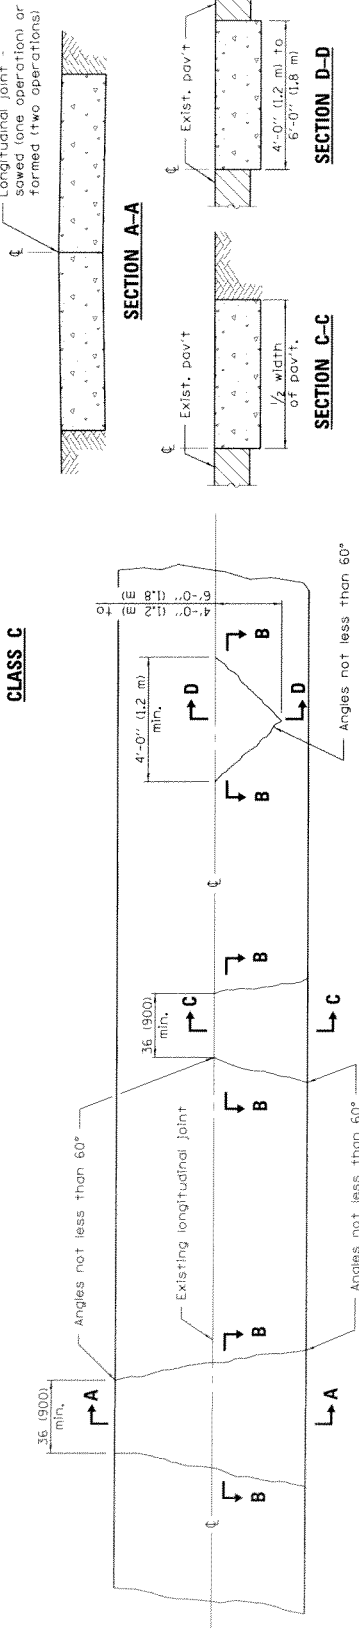 CLASS C
36 (900)
min.
A
A
Angles not less than 60°
Existing longitudinal joint
36 (900)
min.
C
C
4'-0" (1.2 m)
min.
4'-0" (1.2 m) to
6'-0" (1.8 m)
D
D
B
B
B
B
B
B
℄
℄
Angles not less than 60°
Angles not less than 60°
Longitudinal joint -
sawed (one operation) or
formed (two operations)
℄
SECTION A-A
℄
Exist. pav't
1/2 width
of pav't.
SECTION C-C
℄
Exist. pav't
4'-0" (1.2 m) to
6'-0" (1.8 m)
SECTION D-D